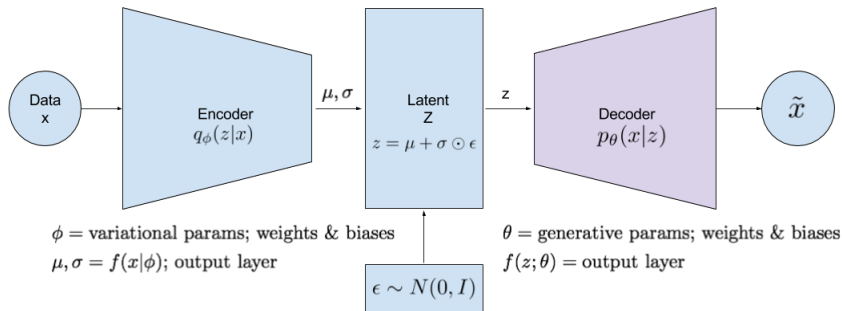 Data
x
Encoder
qϕ(z|x)
μ, σ
Latent
Z
z = μ + σ ⊙ ϵ
z
Decoder
pθ(x|z)
x̃
ϕ = variational params; weights & biases
μ, σ = f(x|ϕ); output layer
θ = generative params; weights & biases
f(z; θ) = output layer
ϵ ∼ N(0, I)